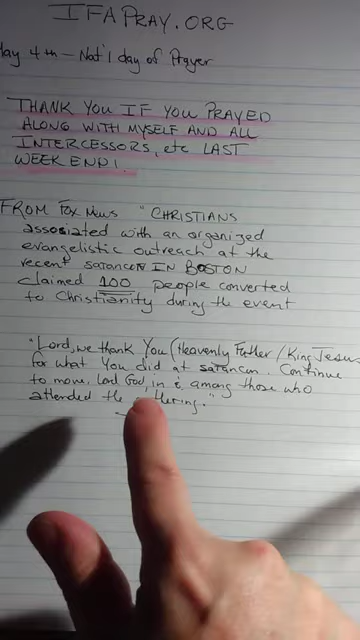 IFAPRAY.ORG
May 4th - Nat'l day of Prayer
THANK YOU IF YOU PRAYED
ALONG WITH MYSELF AND ALL
INTERCESSORS, etc LAST
WEEKEND!
FROM FOX NEWS "CHRISTIANS
associated with an organized
evangelistic outreach at the
recent satancon IN BOSTON
claimed 100 people converted
to Christianity during the event
"Lord, we thank You (Heavenly Father/King Jesus
for what You did at satancon. Continue
to move, Lord God, in & among those who
attended the